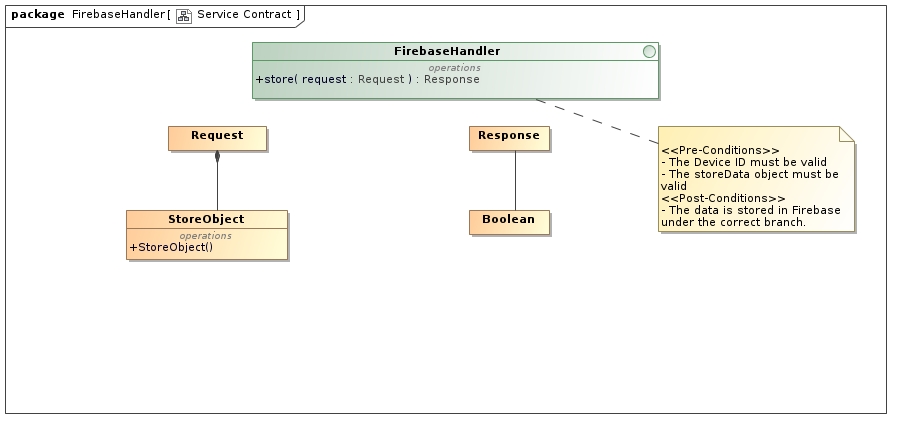 package FirebaseHandler [ Service Contract ]
FirebaseHandler
operations
+store( request : Request ) : Response
Request
Response
<<Pre-Conditions>>
- The Device ID must be valid
- The storeData object must be
valid
<<Post-Conditions>>
- The data is stored in Firebase
under the correct branch.
StoreObject
operations
+StoreObject()
Boolean